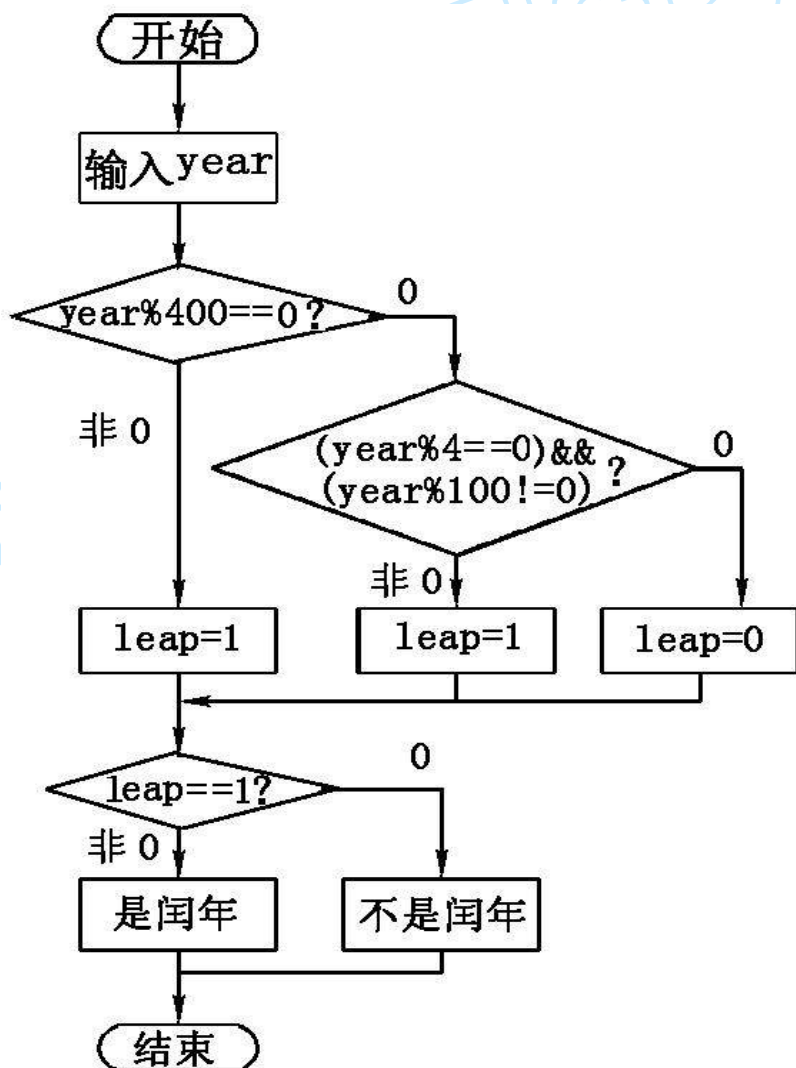 开始
输入year
year%400==0?
0
非0
(year%4==0)&&
(year%100!=0)
?
0
非0
leap=1
leap=1
leap=0
leap==1?
0
非0
是闰年
不是闰年
结束